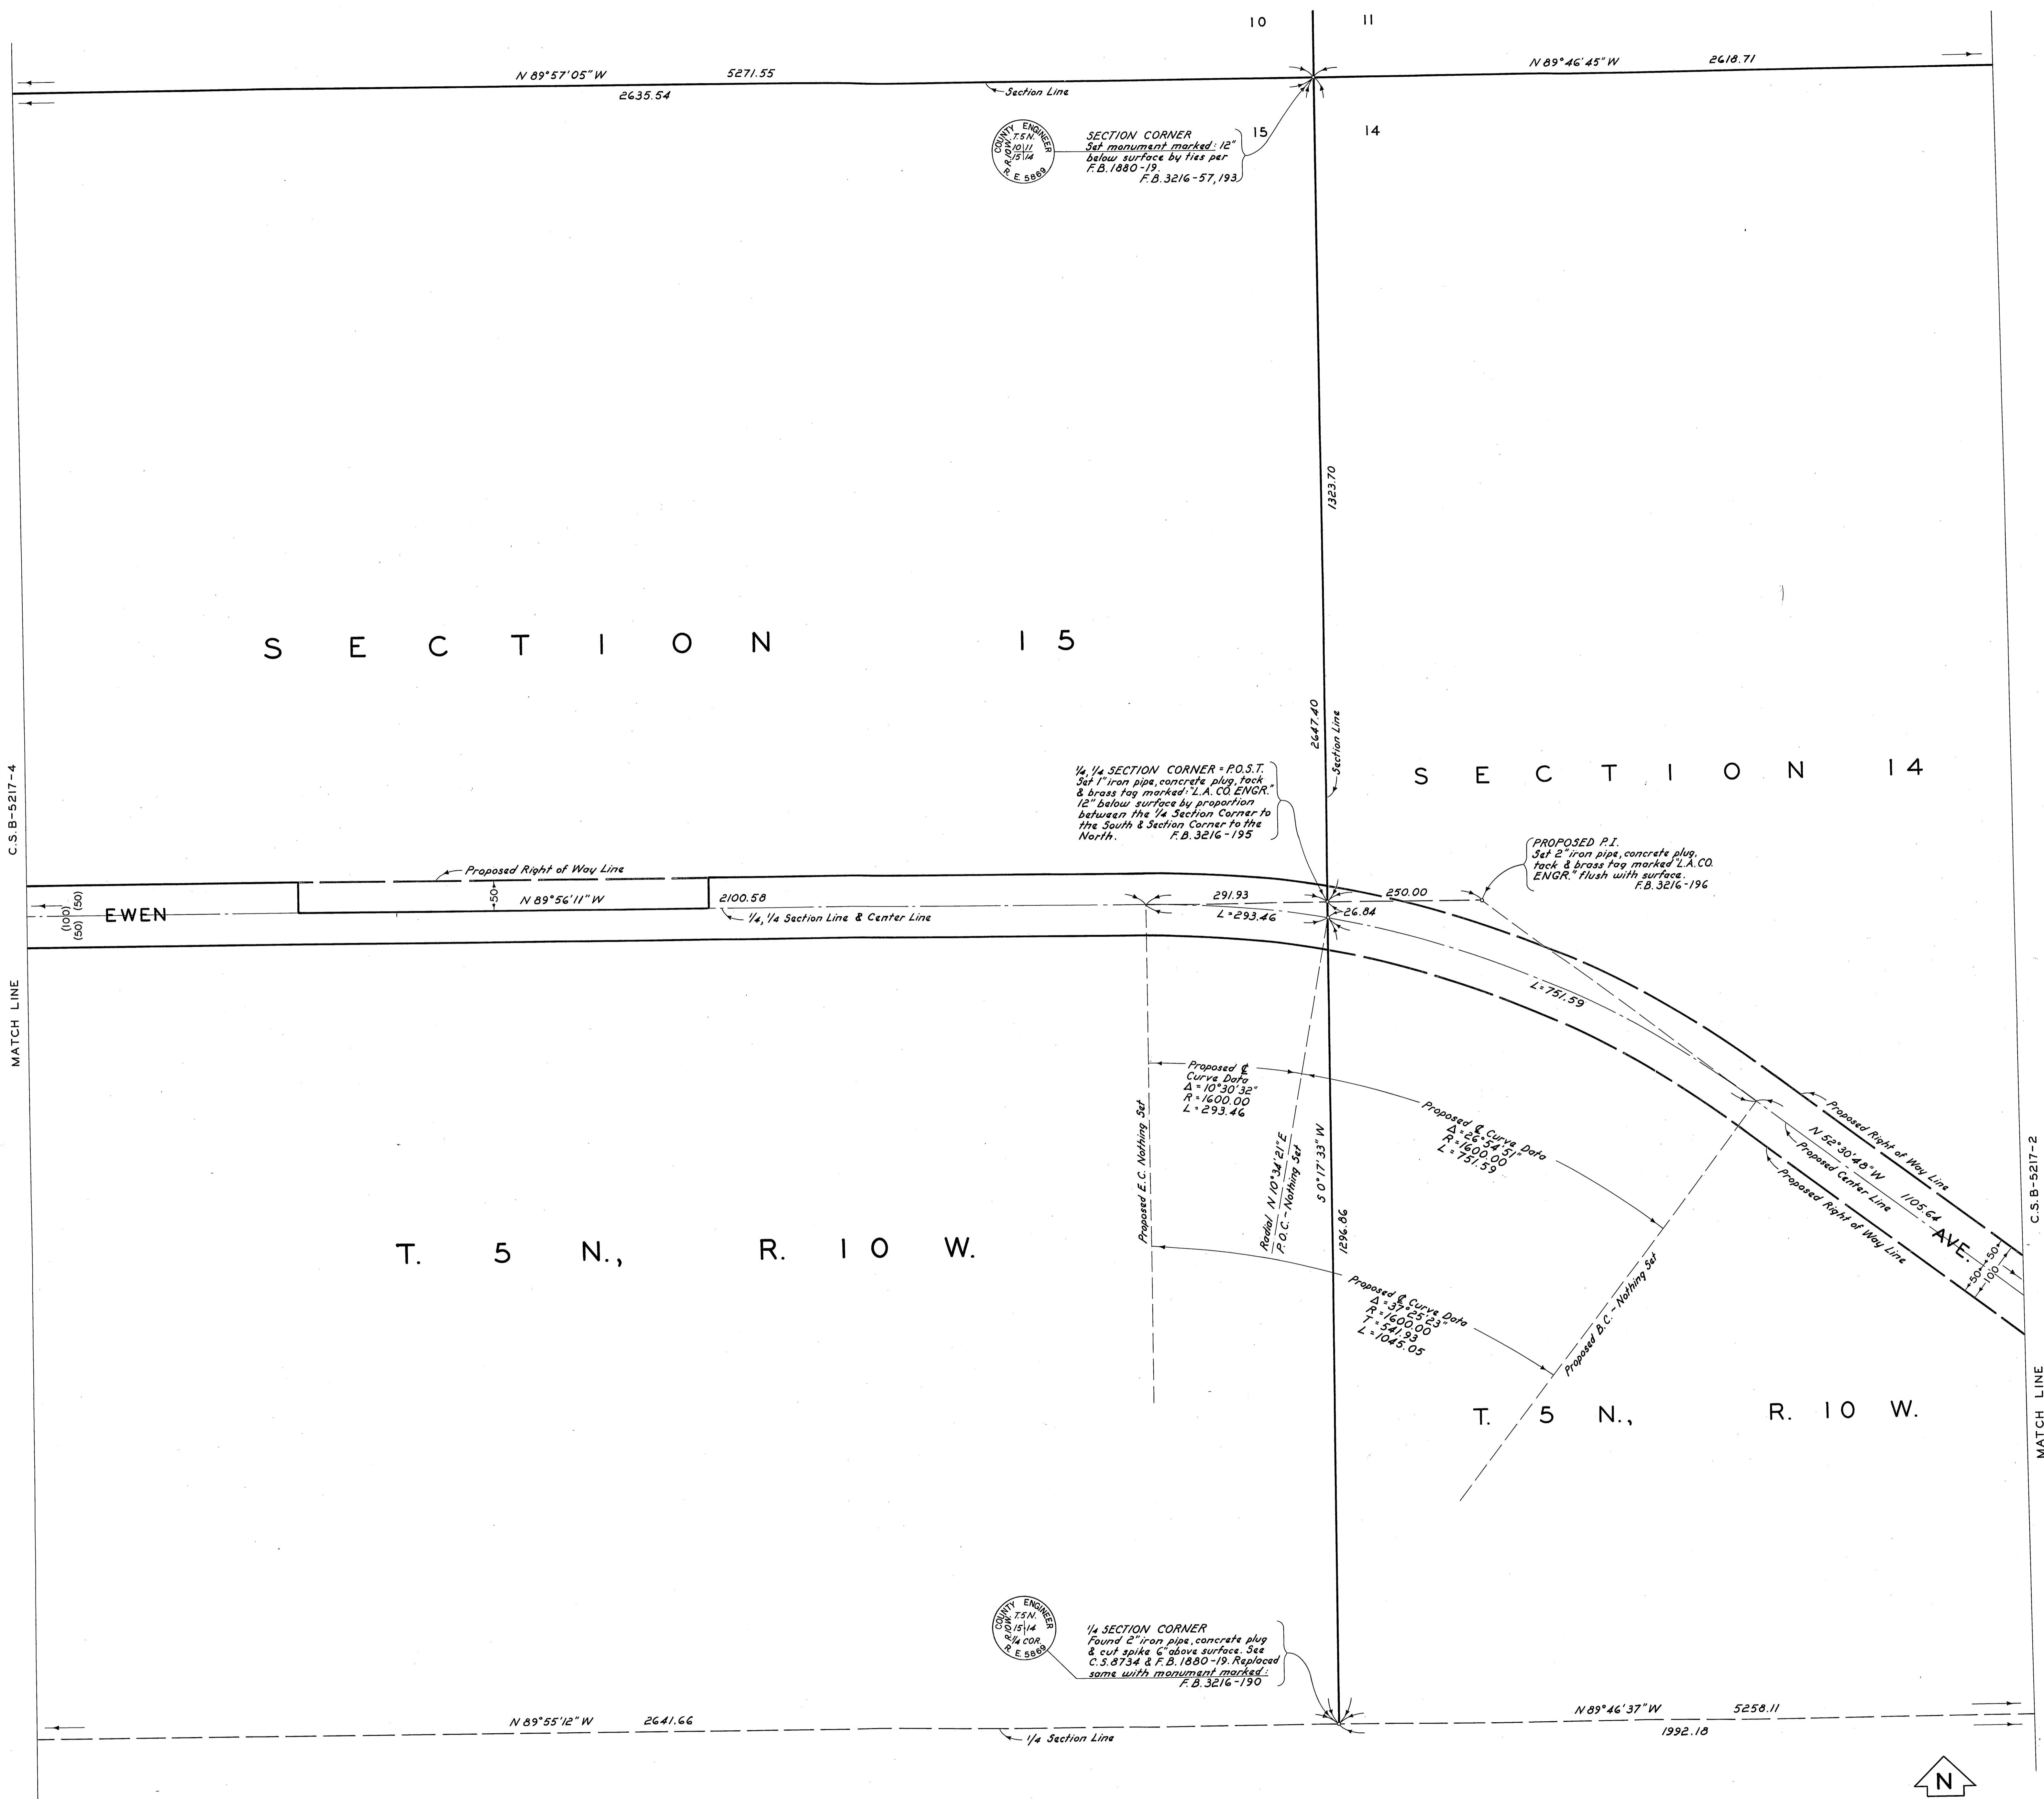 10
11
N 89°57'05" W 5271.55
2635.54
Section Line
N 89°46'45" W 2618.71
15
14
COUNTY ENGINEER
T.5N.
R.10W.
10 11
15 14
R.E. 5869
SECTION CORNER
Set monument marked: 12"
below surface by ties per
F.B. 1880-19.
F.B. 3216-57, 193
1323.70
2647.40
Section Line
SECTION 15
SECTION 14
C.S.B-5217-4
MATCH LINE
1/4, 1/4 SECTION CORNER = P.O.S.T.
Set 1" iron pipe, concrete plug, tack
& brass tag marked: "L.A. CO. ENGR."
12" below surface by proportion
between the 1/4 Section Corner to
the South & Section Corner to the
North. F.B. 3216-195
PROPOSED P.I.
Set 2" iron pipe, concrete plug,
tack & brass tag marked "L.A. CO.
ENGR." flush with surface.
F.B. 3216-196
Proposed Right of Way Line
(100)
(50) (50)
EWEN
50
N 89°56'11" W 2100.58
1/4, 1/4 Section Line & Center Line
291.93
L=293.46
250.00
26.84
L=751.59
Proposed ℄
Curve Data
Δ = 10°30'32"
R = 1600.00
L = 293.46
Proposed ℄ Curve Data
Δ = 26°54'51"
R = 1600.00
L = 751.59
Proposed E.C. Nothing Set
Radial N 10°34'21" E
P.O.C. - Nothing Set
S 0°17'33" W
1296.86
Proposed ℄ Curve Data
Δ = 37°25'23"
R = 1600.00
T = 541.93
L = 1045.05
Proposed B.C. - Nothing Set
Proposed Right of Way Line
N 52°30'48" W 1105.64
Proposed Center Line
Proposed Right of Way Line
AVE.
50
50
100
C.S.B-5217-2
MATCH LINE
T. 5 N., R. 10 W.
T. 5 N., R. 10 W.
COUNTY ENGINEER
T.5N.
R.10W.
15 14
1/4 COR.
R.E. 5869
1/4 SECTION CORNER
Found 2" iron pipe, concrete plug
& cut spike 6" above surface. See
C.S. 8734 & F.B. 1880-19. Replaced
same with monument marked:
F.B. 3216-190
N 89°55'12" W 2641.66
1/4 Section Line
N 89°46'37" W 5258.11
1992.18
N